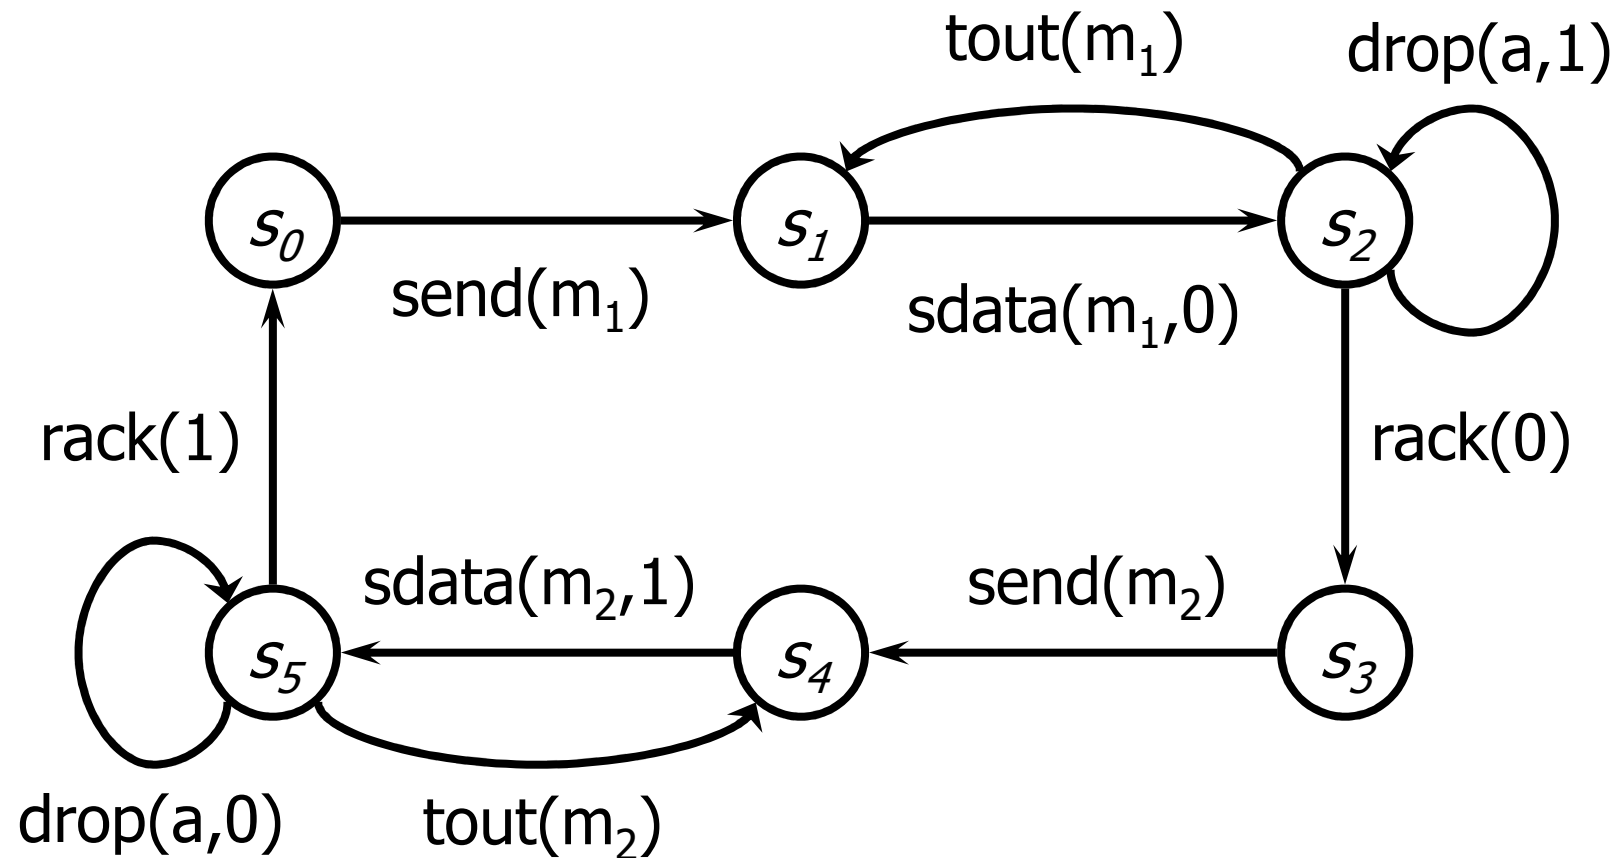 tout(m₁)
drop(a,1)
s₀
s₁
s₂
send(m₁)
sdata(m₁,0)
rack(1)
rack(0)
sdata(m₂,1)
send(m₂)
s₅
s₄
s₃
drop(a,0)
tout(m₂)